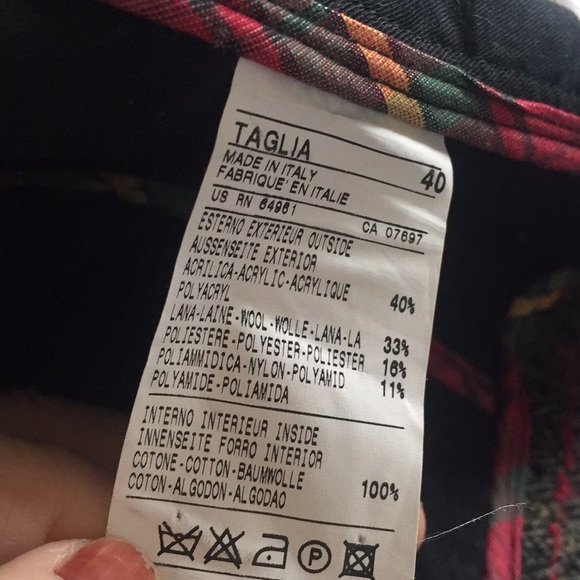 TAGLIA 40
MADE IN ITALY
FABRIQUE' EN ITALIE
US RN 64981 CA 07697
ESTERNO EXTERIEUR OUTSIDE
AUSSENSEITE EXTERIOR
ACRILICA-ACRYLIC-ACRYLIQUE
POLYACRYL 40%
LANA-LAINE-WOOL-WOLLE-LANA-LA 33%
POLIESTERE-POLYESTER-POLIESTER 16%
POLIAMMIDICA-NYLON-POLYAMID 11%
POLYAMIDE-POLIAMIDA
INTERNO INTERIEUR INSIDE
INNENSEITE FORRO INTERIOR
COTONE-COTTON-BAUMWOLLE
COTON-ALGODON-ALGODAO 100%
P